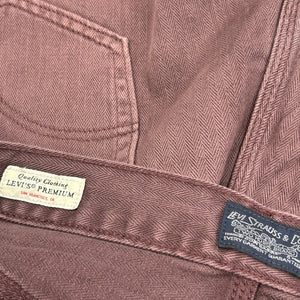 Quality Clothing
LEVI'S® PREMIUM
SAN FRANCISCO, CA
LEVI STRAUSS & CO
EVERY GARMENT GUARANTEED